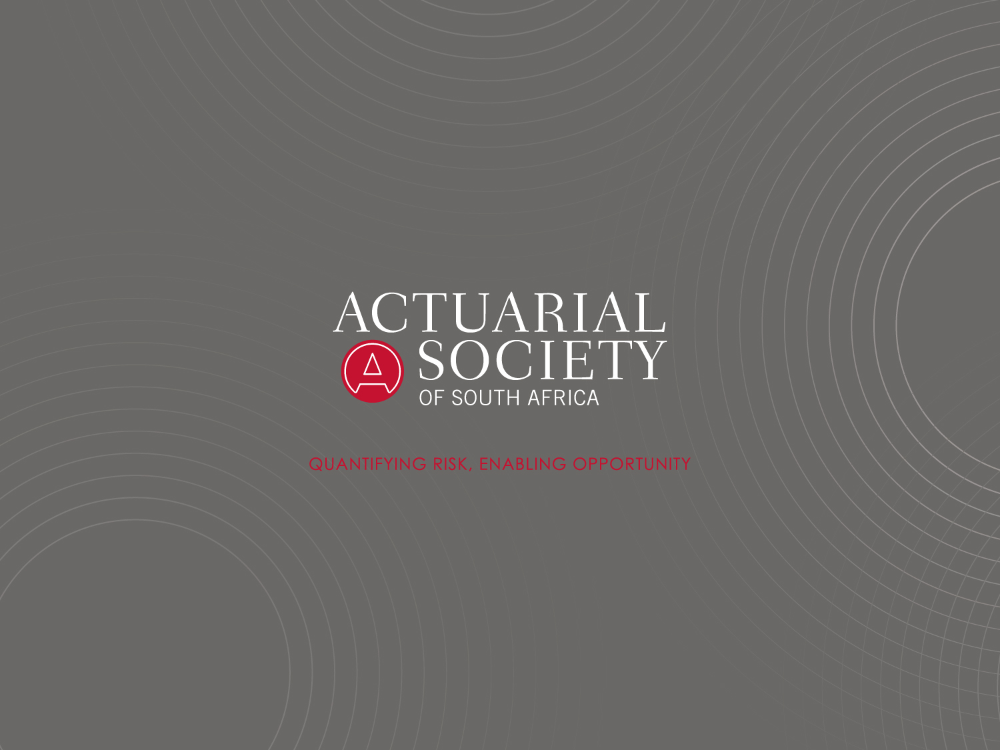 ACTUARIAL
SOCIETY
OF SOUTH AFRICA
QUANTIFYING RISK, ENABLING OPPORTUNITY